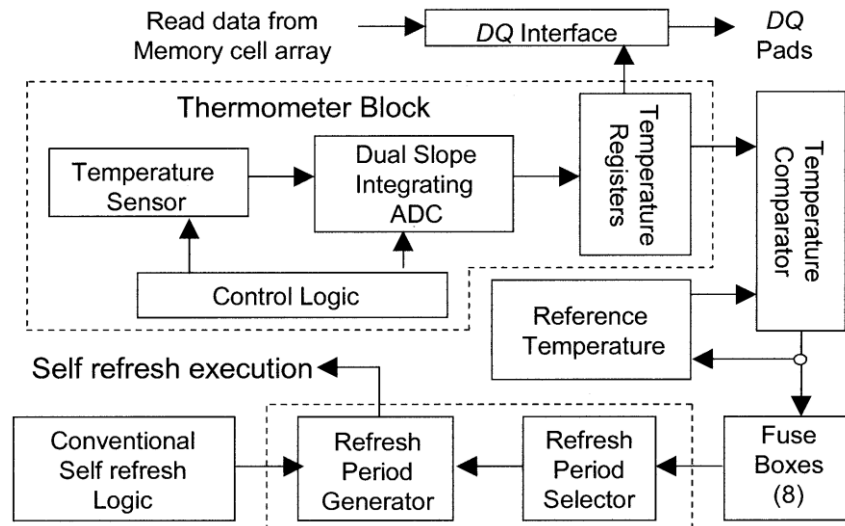 Read data from
Memory cell array
DQ Interface
DQ
Pads
Thermometer Block
Temperature
Sensor
Dual Slope
Integrating
ADC
Temperature
Registers
Temperature
Comparator
Control Logic
Reference
Temperature
Self refresh execution
Conventional
Self refresh
Logic
Refresh
Period
Generator
Refresh
Period
Selector
Fuse
Boxes
(8)